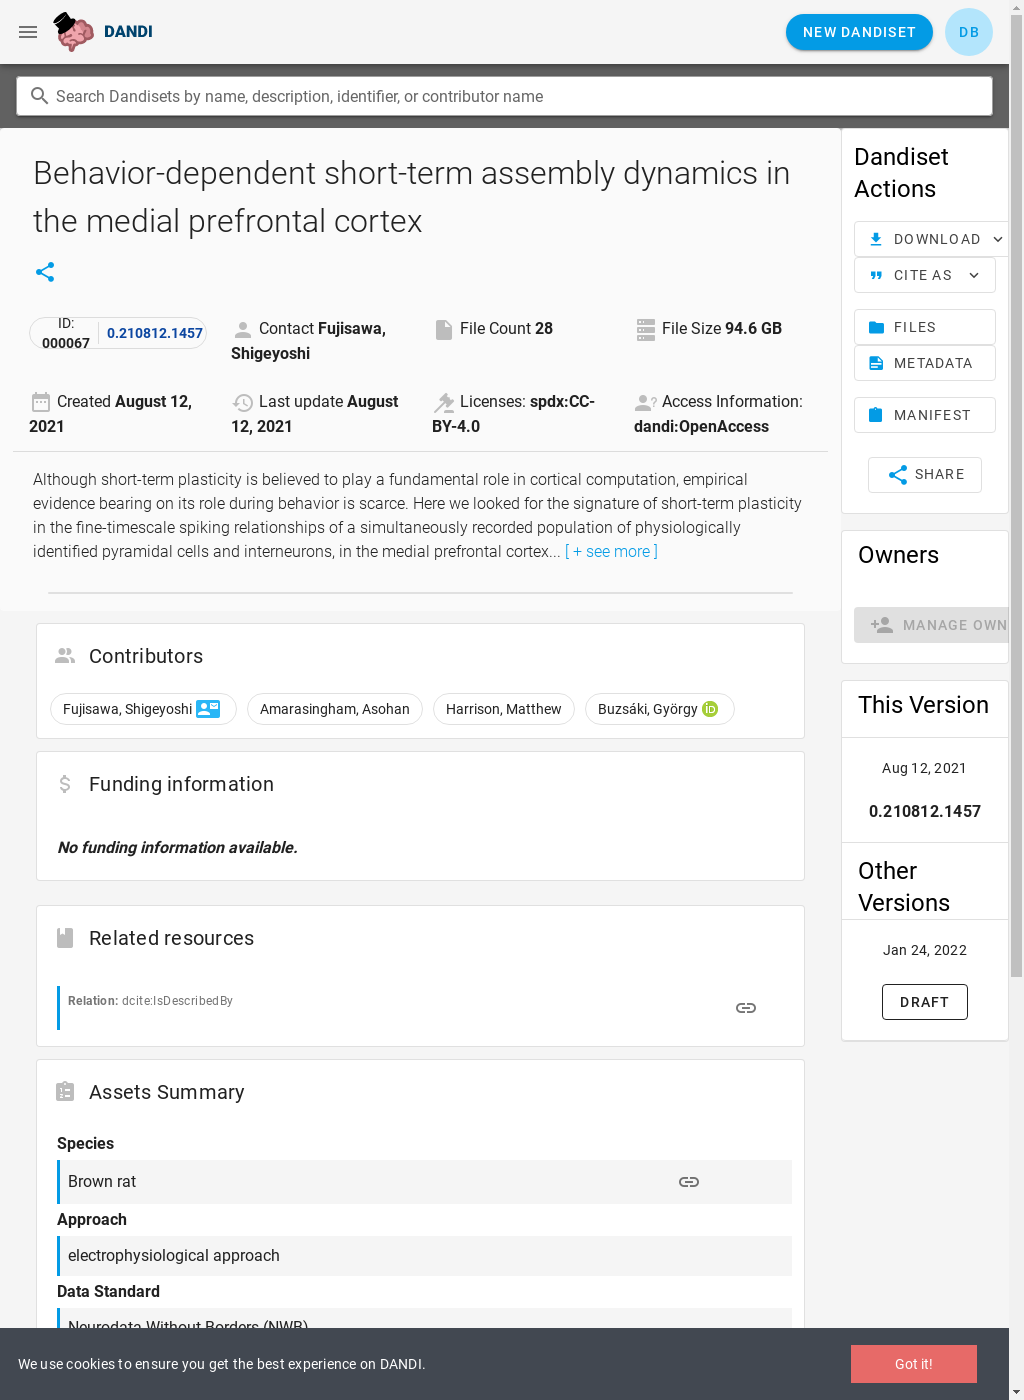 DANDI
NEW DANDISET
DB
Search Dandisets by name, description, identifier, or contributor name
Behavior-dependent short-term assembly dynamics in
the medial prefrontal cortex
ID:
000067
0.210812.1457
Contact Fujisawa,
Shigeyoshi
File Count 28
File Size 94.6 GB
Created August 12,
2021
Last update August
12, 2021
Licenses: spdx:CC-
BY-4.0
Access Information:
dandi:OpenAccess
Although short-term plasticity is believed to play a fundamental role in cortical computation, empirical
evidence bearing on its role during behavior is scarce. Here we looked for the signature of short-term plasticity
in the fine-timescale spiking relationships of a simultaneously recorded population of physiologically
identified pyramidal cells and interneurons, in the medial prefrontal cortex... [ + see more ]
Contributors
Fujisawa, Shigeyoshi
Amarasingham, Asohan
Harrison, Matthew
Buzsáki, György iD
Funding information
No funding information available.
Related resources
Relation: dcite:IsDescribedBy
Assets Summary
Species
Brown rat
Approach
electrophysiological approach
Data Standard
Neurodata Without Borders (NWB)
Dandiset
Actions
DOWNLOAD
CITE AS
FILES
METADATA
MANIFEST
SHARE
Owners
MANAGE OWN
This Version
Aug 12, 2021
0.210812.1457
Other
Versions
Jan 24, 2022
DRAFT
We use cookies to ensure you get the best experience on DANDI.
Got it!